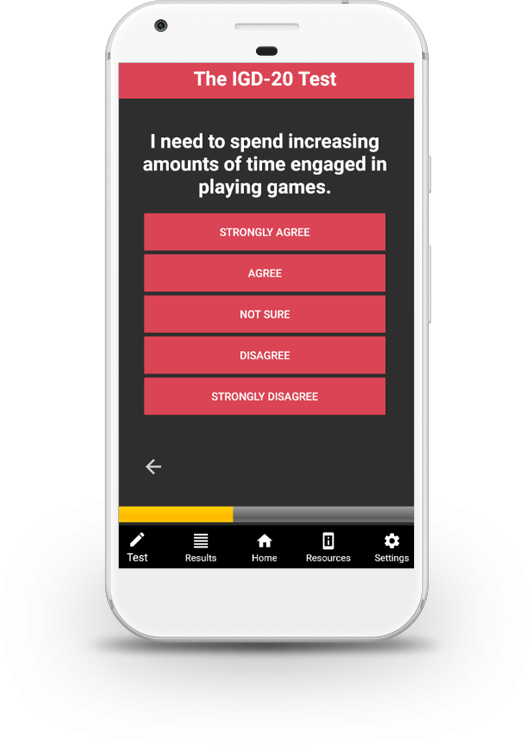 The IGD-20 Test
I need to spend increasing
amounts of time engaged in
playing games.
STRONGLY AGREE
AGREE
NOT SURE
DISAGREE
STRONGLY DISAGREE
Test
Results
Home
Resources
Settings